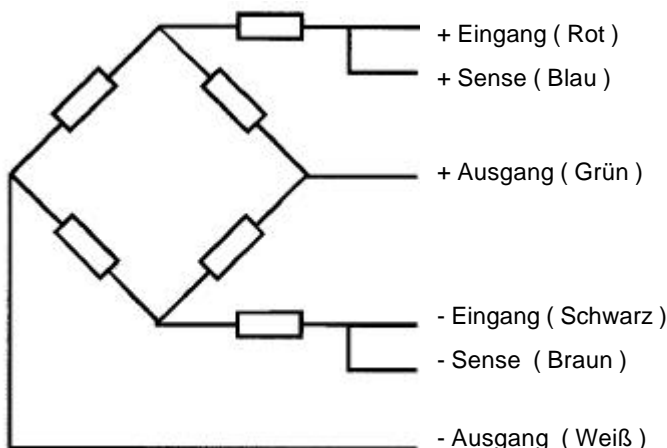 + Eingang ( Rot )
+ Sense ( Blau )
+ Ausgang ( Grün )
- Eingang ( Schwarz )
- Sense ( Braun )
- Ausgang ( Weiß )